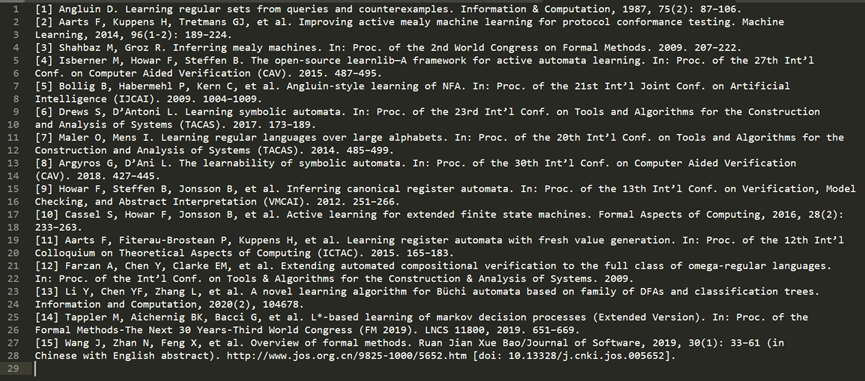 1 [1] Angluin D. Learning regular sets from queries and counterexamples. Information & Computation, 1987, 75(2): 87-106.
2 [2] Aarts F, Kuppens H, Tretmans GJ, et al. Improving active mealy machine learning for protocol conformance testing. Machine
3 Learning, 2014, 96(1-2): 189-224.
4 [3] Shahbaz M, Groz R. Inferring mealy machines. In: Proc. of the 2nd World Congress on Formal Methods. 2009. 207-222.
5 [4] Isberner M, Howar F, Steffen B. The open-source learnlib—A framework for active automata learning. In: Proc. of the 27th Int’l
6 Conf. on Computer Aided Verification (CAV). 2015. 487-495.
7 [5] Bollig B, Habermehl P, Kern C, et al. Angluin-style learning of NFA. In: Proc. of the 21st Int’l Joint Conf. on Artificial
8 Intelligence (IJCAI). 2009. 1004-1009.
9 [6] Drews S, D’Antoni L. Learning symbolic automata. In: Proc. of the 23rd Int’l Conf. on Tools and Algorithms for the Construction
10 and Analysis of Systems (TACAS). 2017. 173-189.
11 [7] Maler O, Mens I. Learning regular languages over large alphabets. In: Proc. of the 20th Int’l Conf. on Tools and Algorithms for the
12 Construction and Analysis of Systems (TACAS). 2014. 485-499.
13 [8] Argyros G, D’Ani L. The learnability of symbolic automata. In: Proc. of the 30th Int’l Conf. on Computer Aided Verification
14 (CAV). 2018. 427-445.
15 [9] Howar F, Steffen B, Jonsson B, et al. Inferring canonical register automata. In: Proc. of the 13th Int’l Conf. on Verification, Model
16 Checking, and Abstract Interpretation (VMCAI). 2012. 251-266.
17 [10] Cassel S, Howar F, Jonsson B, et al. Active learning for extended finite state machines. Formal Aspects of Computing, 2016, 28(2):
18 233-263.
19 [11] Aarts F, Fiterau-Brostean P, Kuppens H, et al. Learning register automata with fresh value generation. In: Proc. of the 12th Int’l
20 Colloquium on Theoretical Aspects of Computing (ICTAC). 2015. 165-183.
21 [12] Farzan A, Chen Y, Clarke EM, et al. Extending automated compositional verification to the full class of omega-regular languages.
22 In: Proc. of the Int’l Conf. on Tools & Algorithms for the Construction & Analysis of Systems. 2009.
23 [13] Li Y, Chen YF, Zhang L, et al. A novel learning algorithm for Büchi automata based on family of DFAs and classification trees.
24 Information and Computation, 2020(2), 104678.
25 [14] Tappler M, Aichernig BK, Bacci G, et al. L*-based learning of markov decision processes (Extended Version). In: Proc. of the
26 Formal Methods-The Next 30 Years-Third World Congress (FM 2019). LNCS 11800, 2019. 651-669.
27 [15] Wang J, Zhan N, Feng X, et al. Overview of formal methods. Ruan Jian Xue Bao/Journal of Software, 2019, 30(1): 33-61 (in
28 Chinese with English abstract). http://www.jos.org.cn/9825-1000/5652.htm [doi: 10.13328/j.cnki.jos.005652].
29